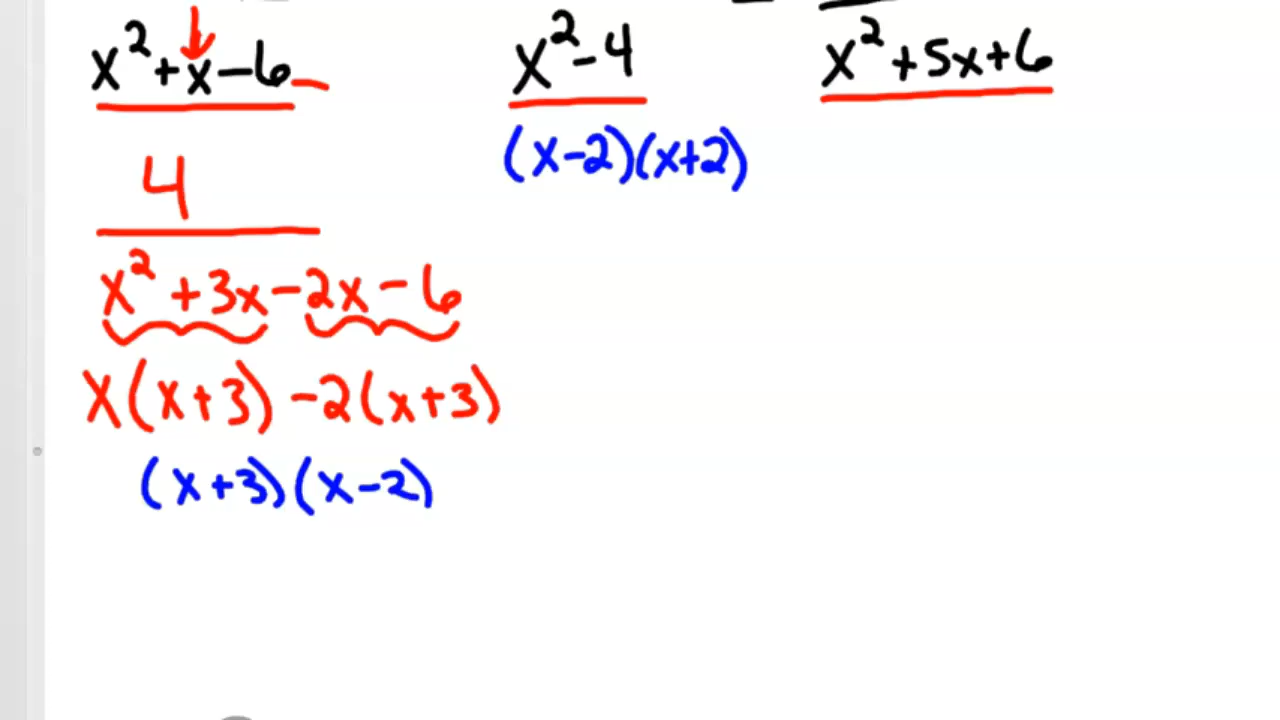 x² + x - 6
x² - 4
x² + 5x + 6
(x-2)(x+2)
4
x² + 3x - 2x - 6
x(x+3) -2(x+3)
(x+3)(x-2)